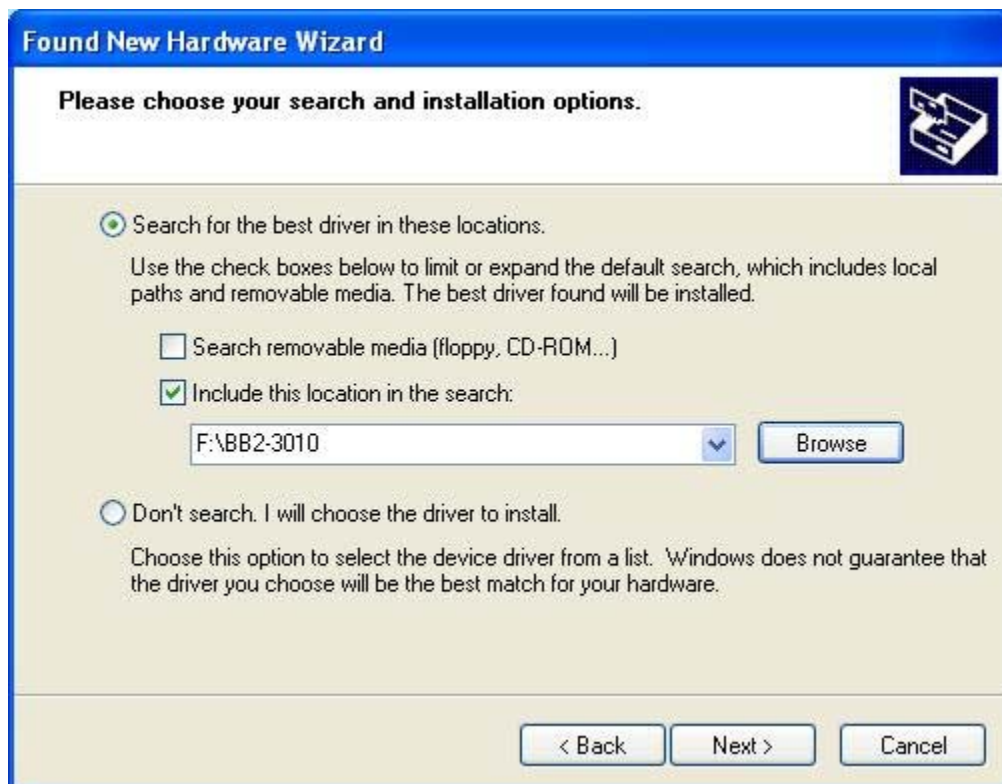 Found New Hardware Wizard
Please choose your search and installation options.
Search for the best driver in these locations.
Use the check boxes below to limit or expand the default search, which includes local
paths and removable media. The best driver found will be installed.
Search removable media (floppy, CD-ROM...)
Include this location in the search:
F:\BB2-3010
Browse
Don't search. I will choose the driver to install.
Choose this option to select the device driver from a list.  Windows does not guarantee that
the driver you choose will be the best match for your hardware.
< Back Next > Cancel